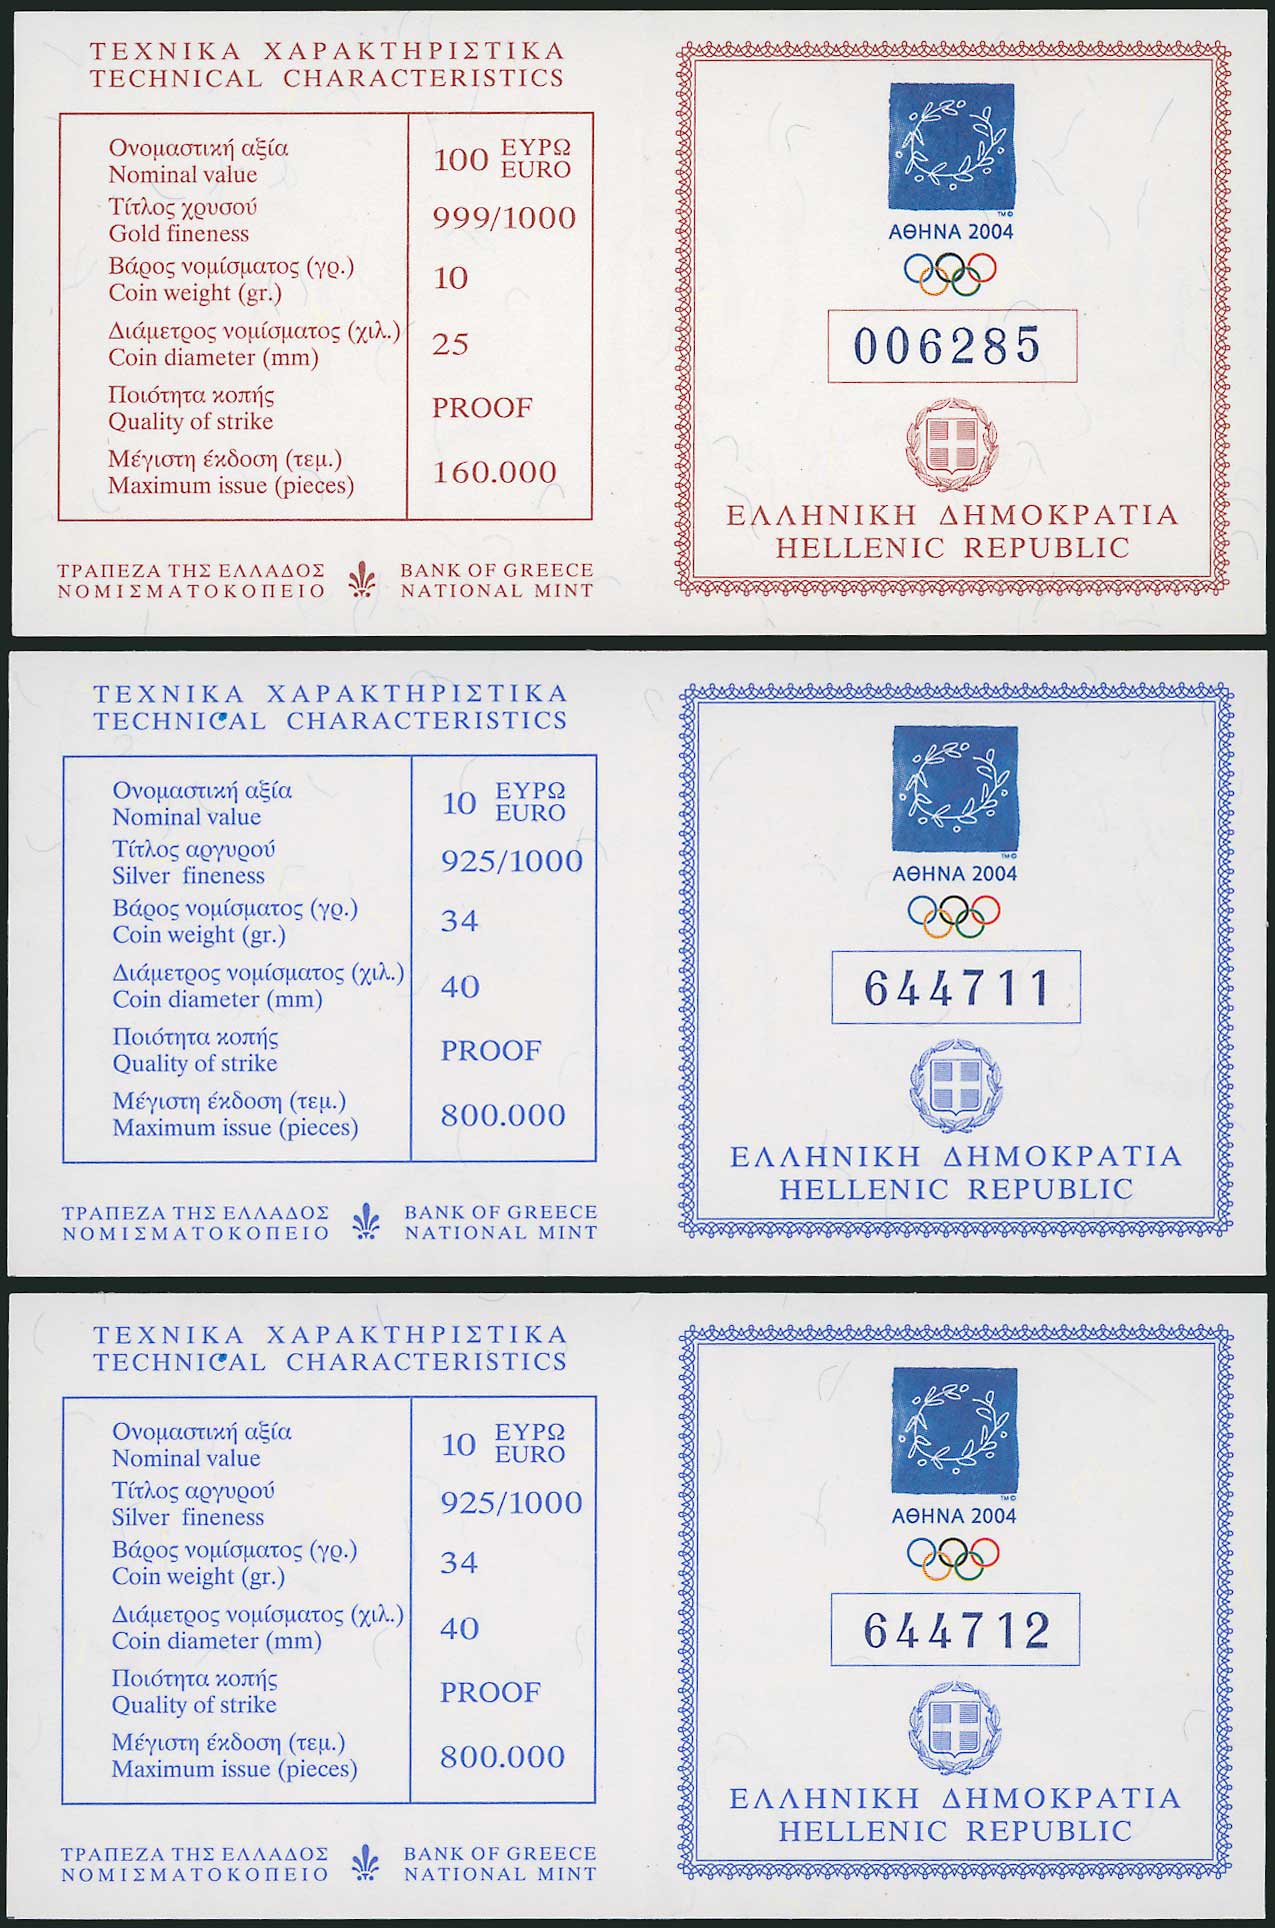 ΤΕΧΝΙΚΑ ΧΑΡΑΚΤΗΡΙΣΤΙΚΑ
TECHNICAL CHARACTERISTICS
Ονομαστική αξία
Nominal value
100 ΕΥΡΩ
EURO
Τίτλος χρυσού
Gold fineness
999/1000
Βάρος νομίσματος (γρ.)
Coin weight (gr.)
10
Διάμετρος νομίσματος (χιλ.)
Coin diameter (mm)
25
Ποιότητα κοπής
Quality of strike
PROOF
Μέγιστη έκδοση (τεμ.)
Maximum issue (pieces)
160.000
ΤΡΑΠΕΖΑ ΤΗΣ ΕΛΛΑΔΟΣ
ΝΟΜΙΣΜΑΤΟΚΟΠΕΙΟ
BANK OF GREECE
NATIONAL MINT
TM©
ΑΘΗΝΑ 2004
006285
ΕΛΛΗΝΙΚΗ ΔΗΜΟΚΡΑΤΙΑ
HELLENIC REPUBLIC
ΤΕΧΝΙΚΑ ΧΑΡΑΚΤΗΡΙΣΤΙΚΑ
TECHNICAL CHARACTERISTICS
Ονομαστική αξία
Nominal value
10 ΕΥΡΩ
EURO
Τίτλος αργυρού
Silver fineness
925/1000
Βάρος νομίσματος (γρ.)
Coin weight (gr.)
34
Διάμετρος νομίσματος (χιλ.)
Coin diameter (mm)
40
Ποιότητα κοπής
Quality of strike
PROOF
Μέγιστη έκδοση (τεμ.)
Maximum issue (pieces)
800.000
ΤΡΑΠΕΖΑ ΤΗΣ ΕΛΛΑΔΟΣ
ΝΟΜΙΣΜΑΤΟΚΟΠΕΙΟ
BANK OF GREECE
NATIONAL MINT
TM©
ΑΘΗΝΑ 2004
644711
ΕΛΛΗΝΙΚΗ ΔΗΜΟΚΡΑΤΙΑ
HELLENIC REPUBLIC
ΤΕΧΝΙΚΑ ΧΑΡΑΚΤΗΡΙΣΤΙΚΑ
TECHNICAL CHARACTERISTICS
Ονομαστική αξία
Nominal value
10 ΕΥΡΩ
EURO
Τίτλος αργυρού
Silver fineness
925/1000
Βάρος νομίσματος (γρ.)
Coin weight (gr.)
34
Διάμετρος νομίσματος (χιλ.)
Coin diameter (mm)
40
Ποιότητα κοπής
Quality of strike
PROOF
Μέγιστη έκδοση (τεμ.)
Maximum issue (pieces)
800.000
ΤΡΑΠΕΖΑ ΤΗΣ ΕΛΛΑΔΟΣ
ΝΟΜΙΣΜΑΤΟΚΟΠΕΙΟ
BANK OF GREECE
NATIONAL MINT
TM©
ΑΘΗΝΑ 2004
644712
ΕΛΛΗΝΙΚΗ ΔΗΜΟΚΡΑΤΙΑ
HELLENIC REPUBLIC